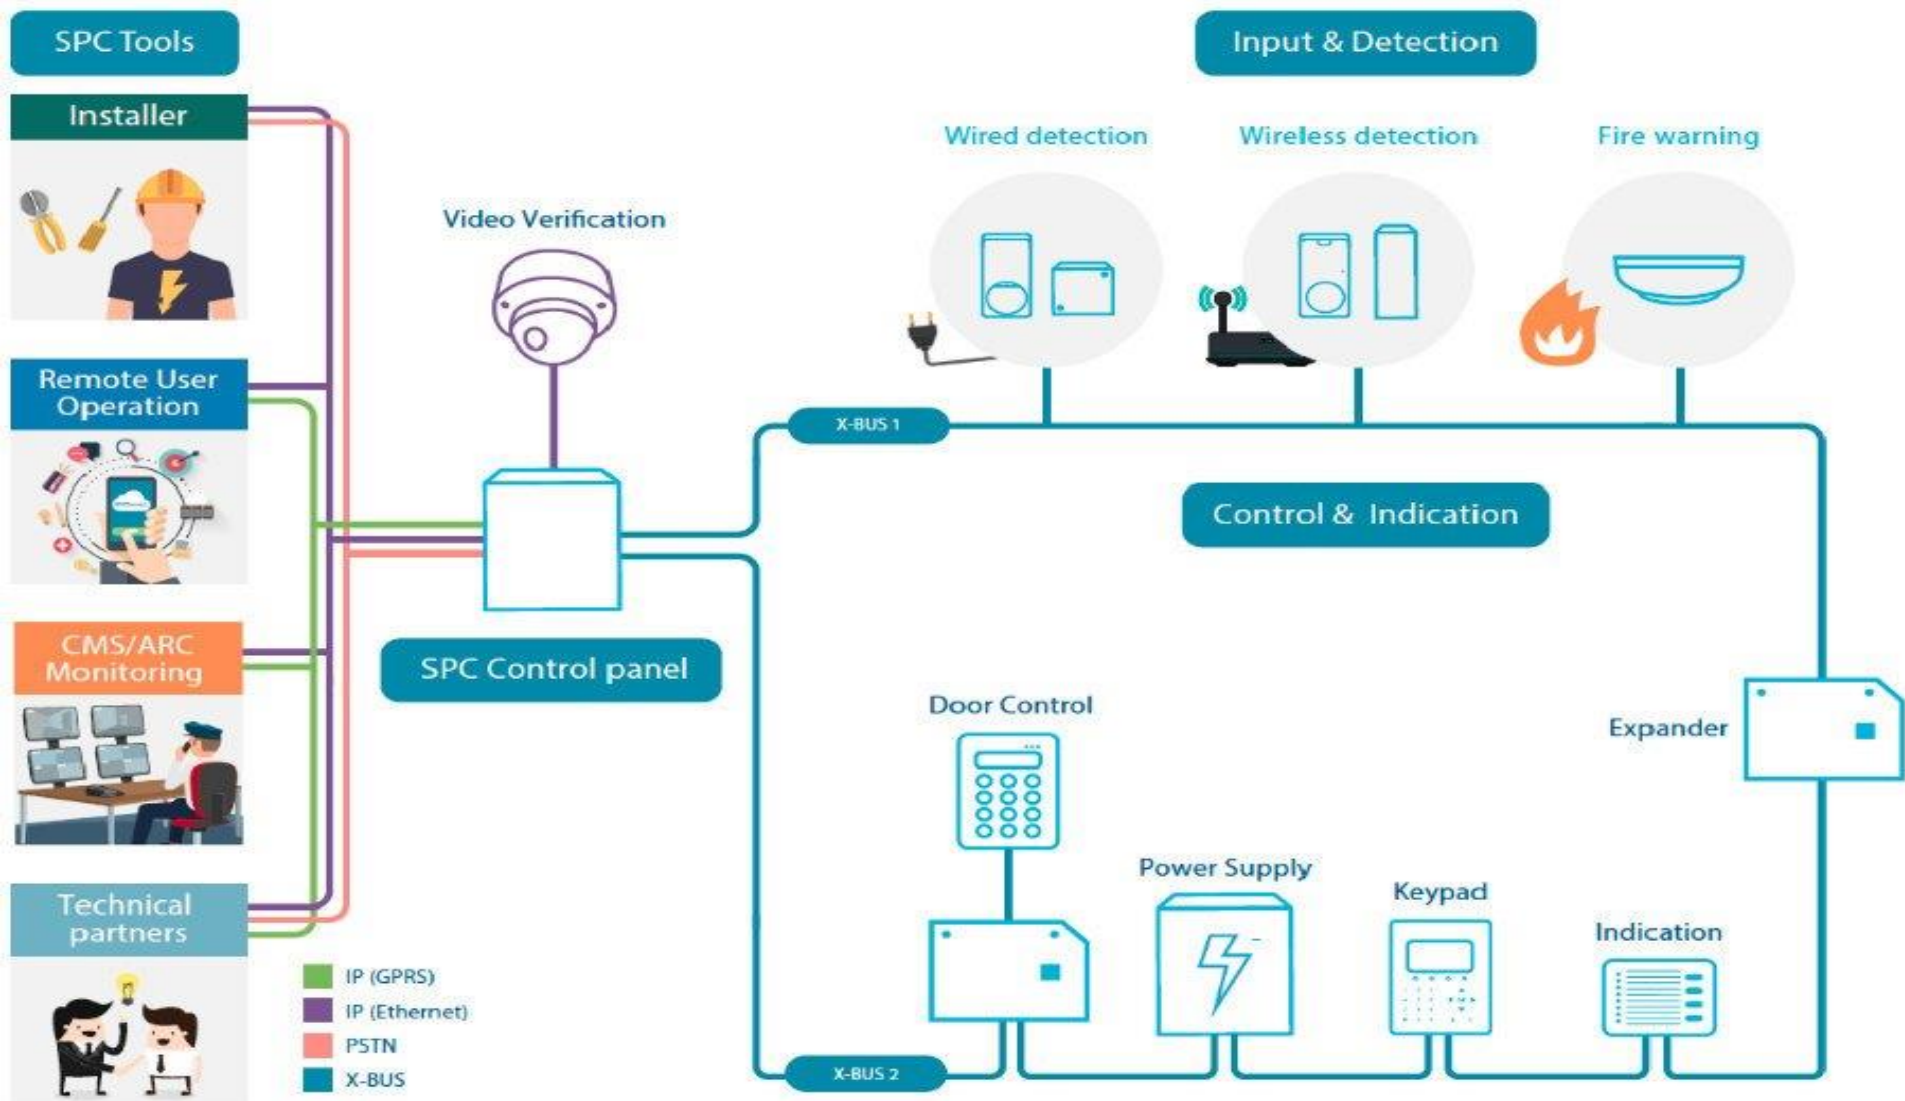 SPC Tools
Input & Detection
Installer
Wired detection
Wireless detection
Fire warning
Video Verification
Remote User
Operation
X-BUS 1
Control & Indication
CMS/ARC
Monitoring
SPC Control panel
Door Control
Expander
Power Supply
Keypad
Technical
partners
Indication
IP (GPRS)
IP (Ethernet)
PSTN
X-BUS
X-BUS 2